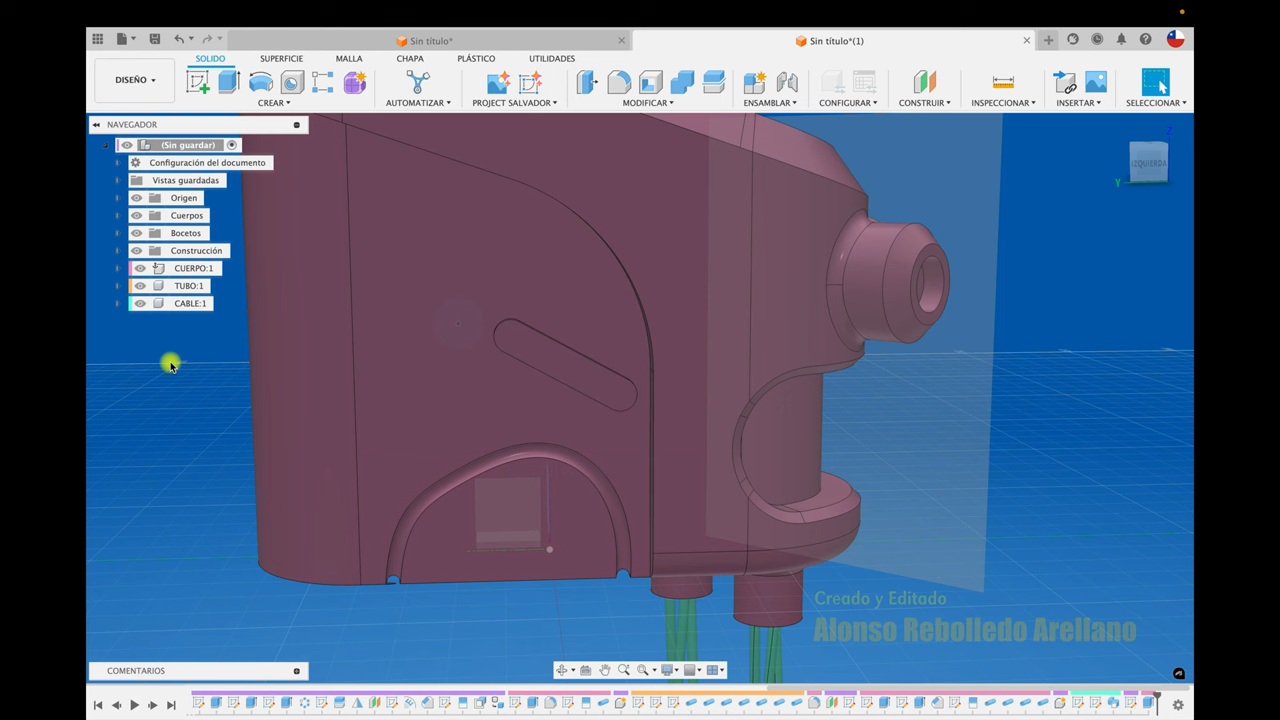 Sin título*
Sin título*(1)
SOLIDO
SUPERFICIE
MALLA
CHAPA
PLÁSTICO
UTILIDADES
DISEÑO
CREAR
AUTOMATIZAR
PROJECT SALVADOR
MODIFICAR
ENSAMBLAR
CONFIGURAR
CONSTRUIR
INSPECCIONAR
INSERTAR
SELECCIONAR
NAVEGADOR
(Sin guardar)
Configuración del documento
Vistas guardadas
Origen
Cuerpos
Bocetos
Construcción
CUERPO:1
TUBO:1
CABLE:1
Z
IZQUIERDA
Y
Creado y Editado
Alonso Rebolledo Arellano
COMENTARIOS